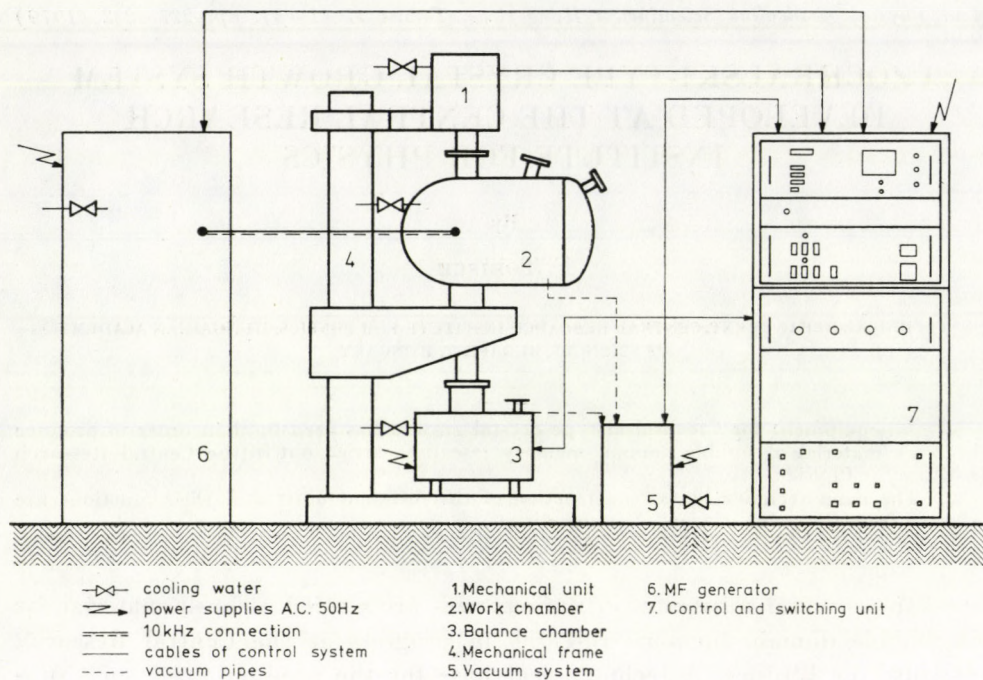 1
2
4
3
5
6
7
cooling water
power supplies A.C. 50Hz
10kHz connection
cables of control system
vacuum pipes
1.Mechanical unit
2.Work chamber
3.Balance chamber
4.Mechanical frame
5.Vacuum system
6.MF generator
7. Control and switching unit